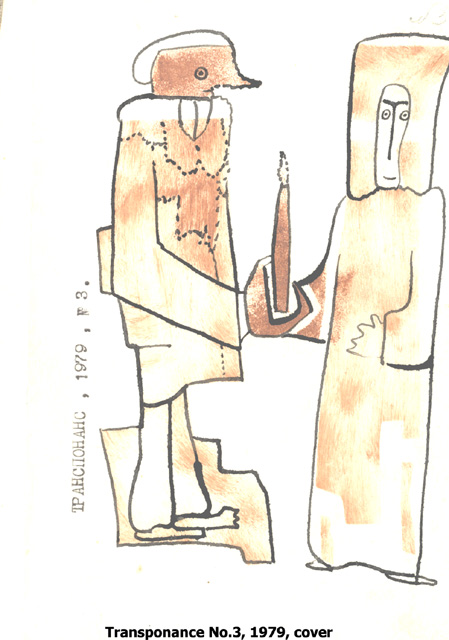 ТРАНСПОНАНС , 1979 , № 3.
Transponance No.3, 1979, cover